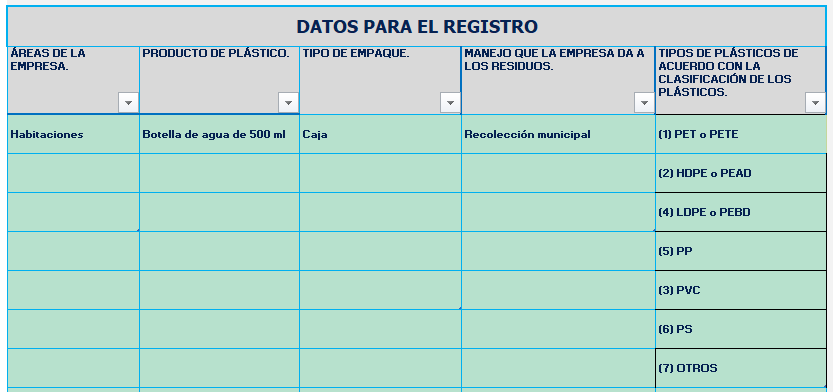 DATOS PARA EL REGISTRO
ÁREAS DE LA
EMPRESA.
PRODUCTO DE PLÁSTICO.
TIPO DE EMPAQUE.
MANEJO QUE LA EMPRESA DA A
LOS RESIDUOS.
TIPOS DE PLÁSTICOS DE
ACUERDO CON LA
CLASIFICACIÓN DE LOS
PLÁSTICOS.
Habitaciones
Botella de agua de 500 ml
Caja
Recolección municipal
(1) PET o PETE
(2) HDPE o PEAD
(4) LDPE o PEBD
(5) PP
(3) PVC
(6) PS
(7) OTROS